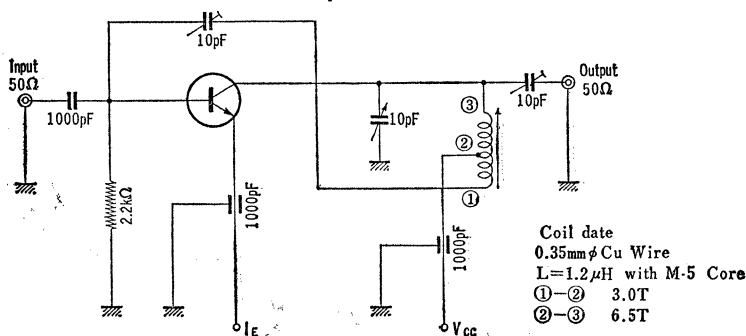 10pF
Input
50Ω
1000pF
2.2kΩ
1000pF
10pF
③
②
①
1000pF
10pF
Output
50Ω
Coil date
0.35mmφ Cu Wire
L=1.2μH with M-5 Core
①-② 3.0T
②-③ 6.5T
IE
VCC